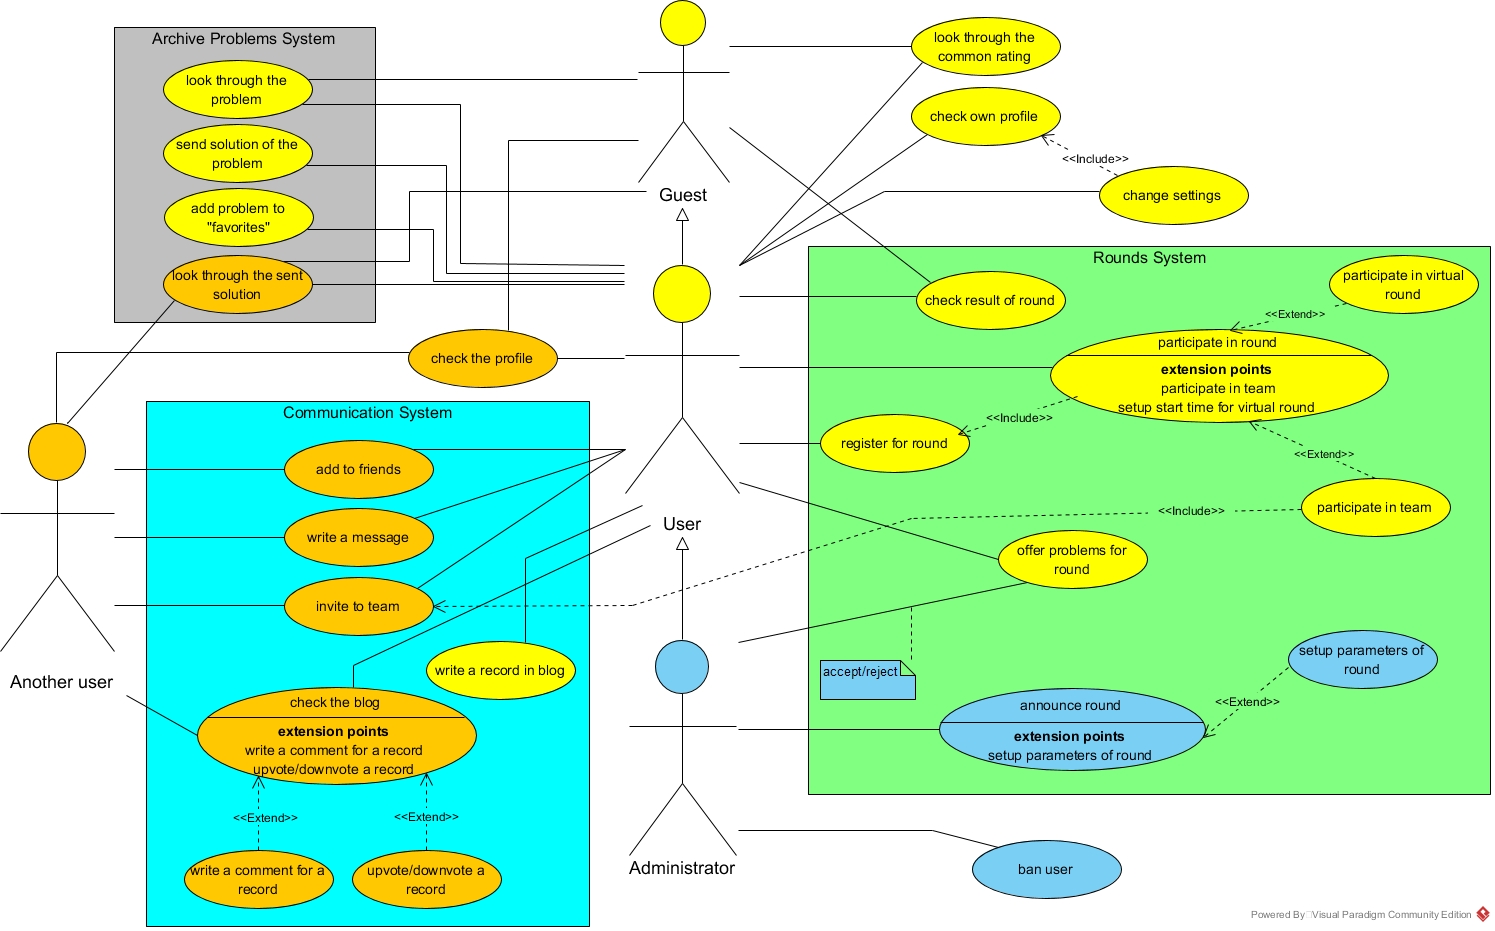 Archive Problems System
look through the
problem
send solution of the
problem
add problem to
"favorites"
look through the sent
solution
Guest
look through the
common rating
check own profile
<<Include>>
change settings
Rounds System
check result of round
participate in virtual
round
<<Extend>>
participate in round
extension points
participate in team
setup start time for virtual round
<<Include>>
register for round
<<Extend>>
participate in team
<<Include>>
offer problems for
round
accept/reject
setup parameters of
round
<<Extend>>
announce round
extension points
setup parameters of round
check the profile
Communication System
add to friends
write a message
invite to team
write a record in blog
check the blog
extension points
write a comment for a record
upvote/downvote a record
<<Extend>>
<<Extend>>
write a comment for a
record
upvote/downvote a
record
Another user
User
Administrator
ban user
Powered By Visual Paradigm Community Edition